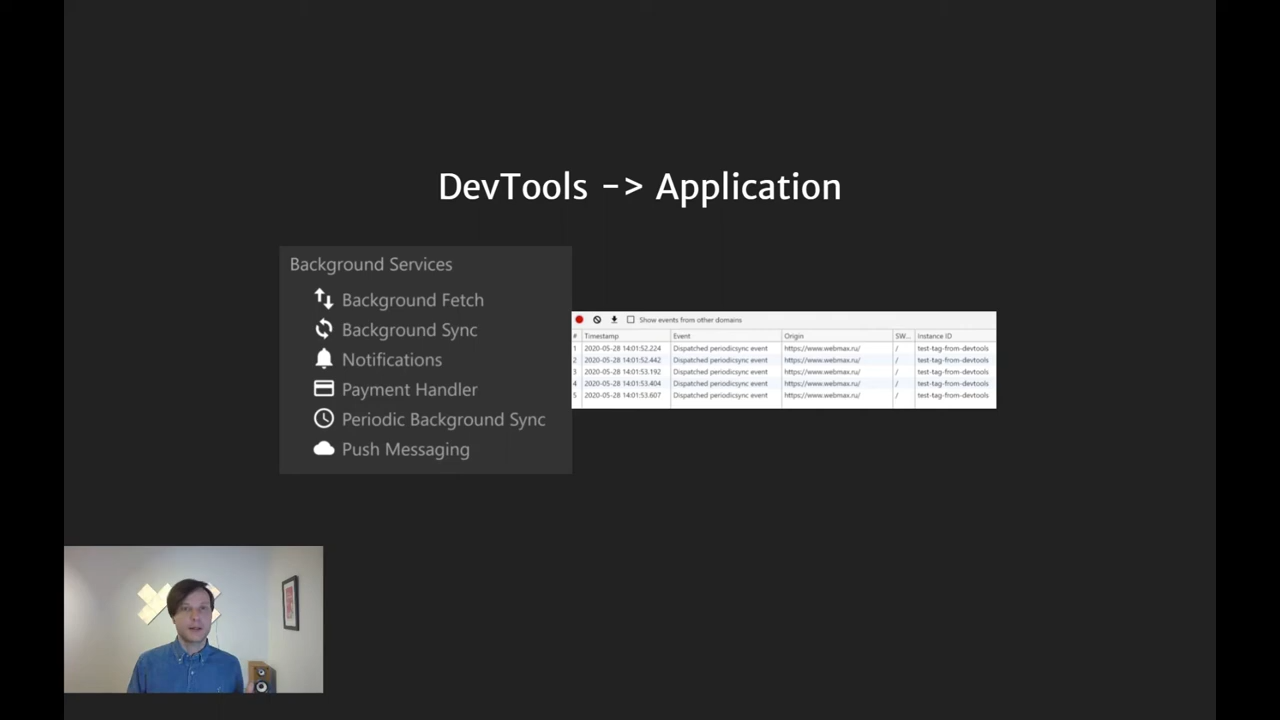 DevTools -> Application
Background Services
Background Fetch
Background Sync
Notifications
Payment Handler
Periodic Background Sync
Push Messaging
Show events from other domains
# Timestamp Event Origin SW... Instance ID
1 2020-05-28 14:01:52.224 Dispatched periodicsync event https://www.webmax.ru/ / test-tag-from-devtools
2 2020-05-28 14:01:52.442 Dispatched periodicsync event https://www.webmax.ru/ / test-tag-from-devtools
3 2020-05-28 14:01:53.192 Dispatched periodicsync event https://www.webmax.ru/ / test-tag-from-devtools
4 2020-05-28 14:01:53.404 Dispatched periodicsync event https://www.webmax.ru/ / test-tag-from-devtools
5 2020-05-28 14:01:53.607 Dispatched periodicsync event https://www.webmax.ru/ / test-tag-from-devtools